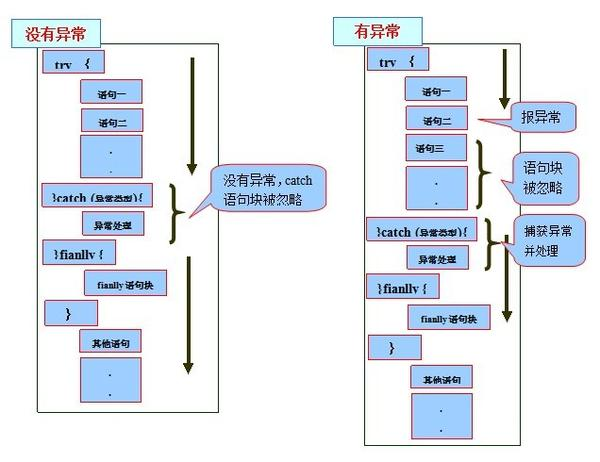 没有异常
try {
语句一
语句二
.
.
}catch (异常类型){
异常处理
}fianlly {
fianlly 语句块
}
其他语句
.
.
没有异常，catch
语句块被忽略
有异常
try {
语句一
语句二
报异常
语句三
.
.
语句块
被忽略
}catch (异常类型){
异常处理
捕获异常
并处理
}fianlly {
fianlly 语句块
}
其他语句
.
.